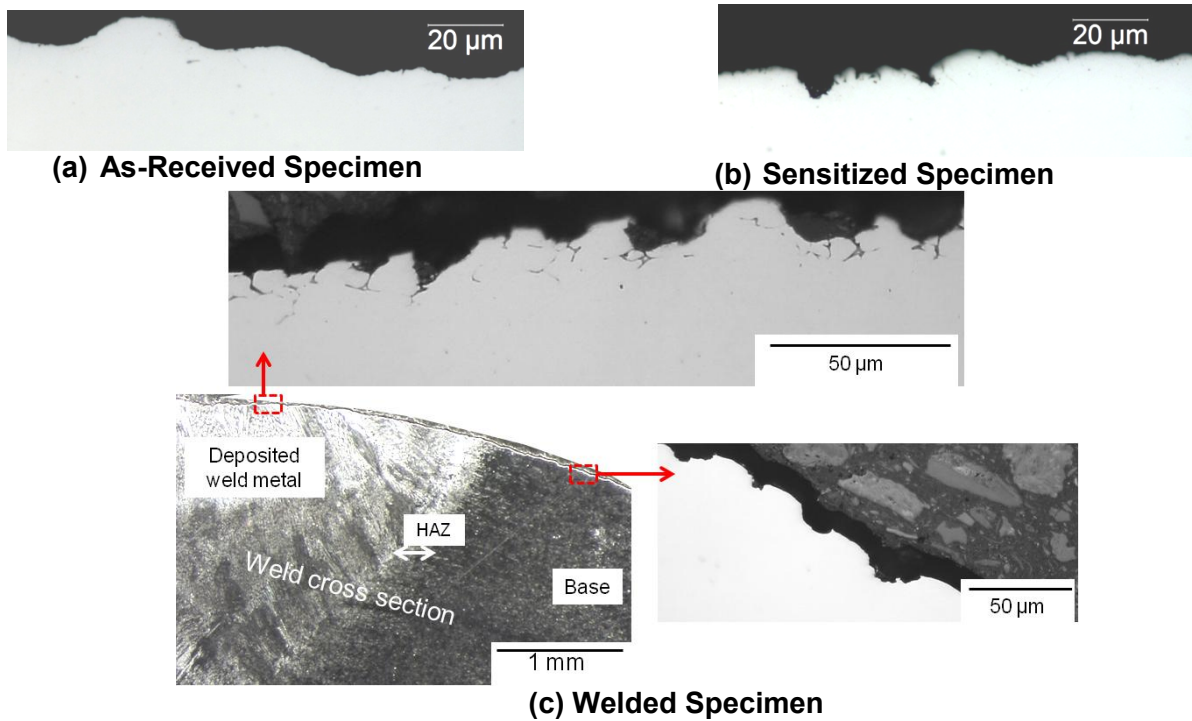 20 µm
20 µm
(a) As-Received Specimen
(b) Sensitized Specimen
50 µm
Deposited
weld metal
HAZ
Weld cross section
Base
1 mm
50 µm
(c) Welded Specimen